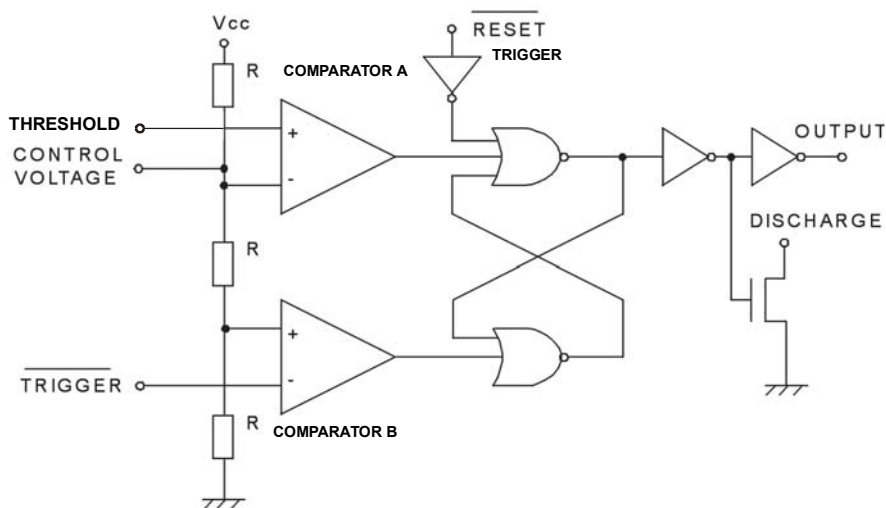 Vcc
RESET
TRIGGER
R
COMPARATOR A
THRESHOLD
+
CONTROL
VOLTAGE
-
OUTPUT
DISCHARGE
R
+
TRIGGER
-
R
COMPARATOR B